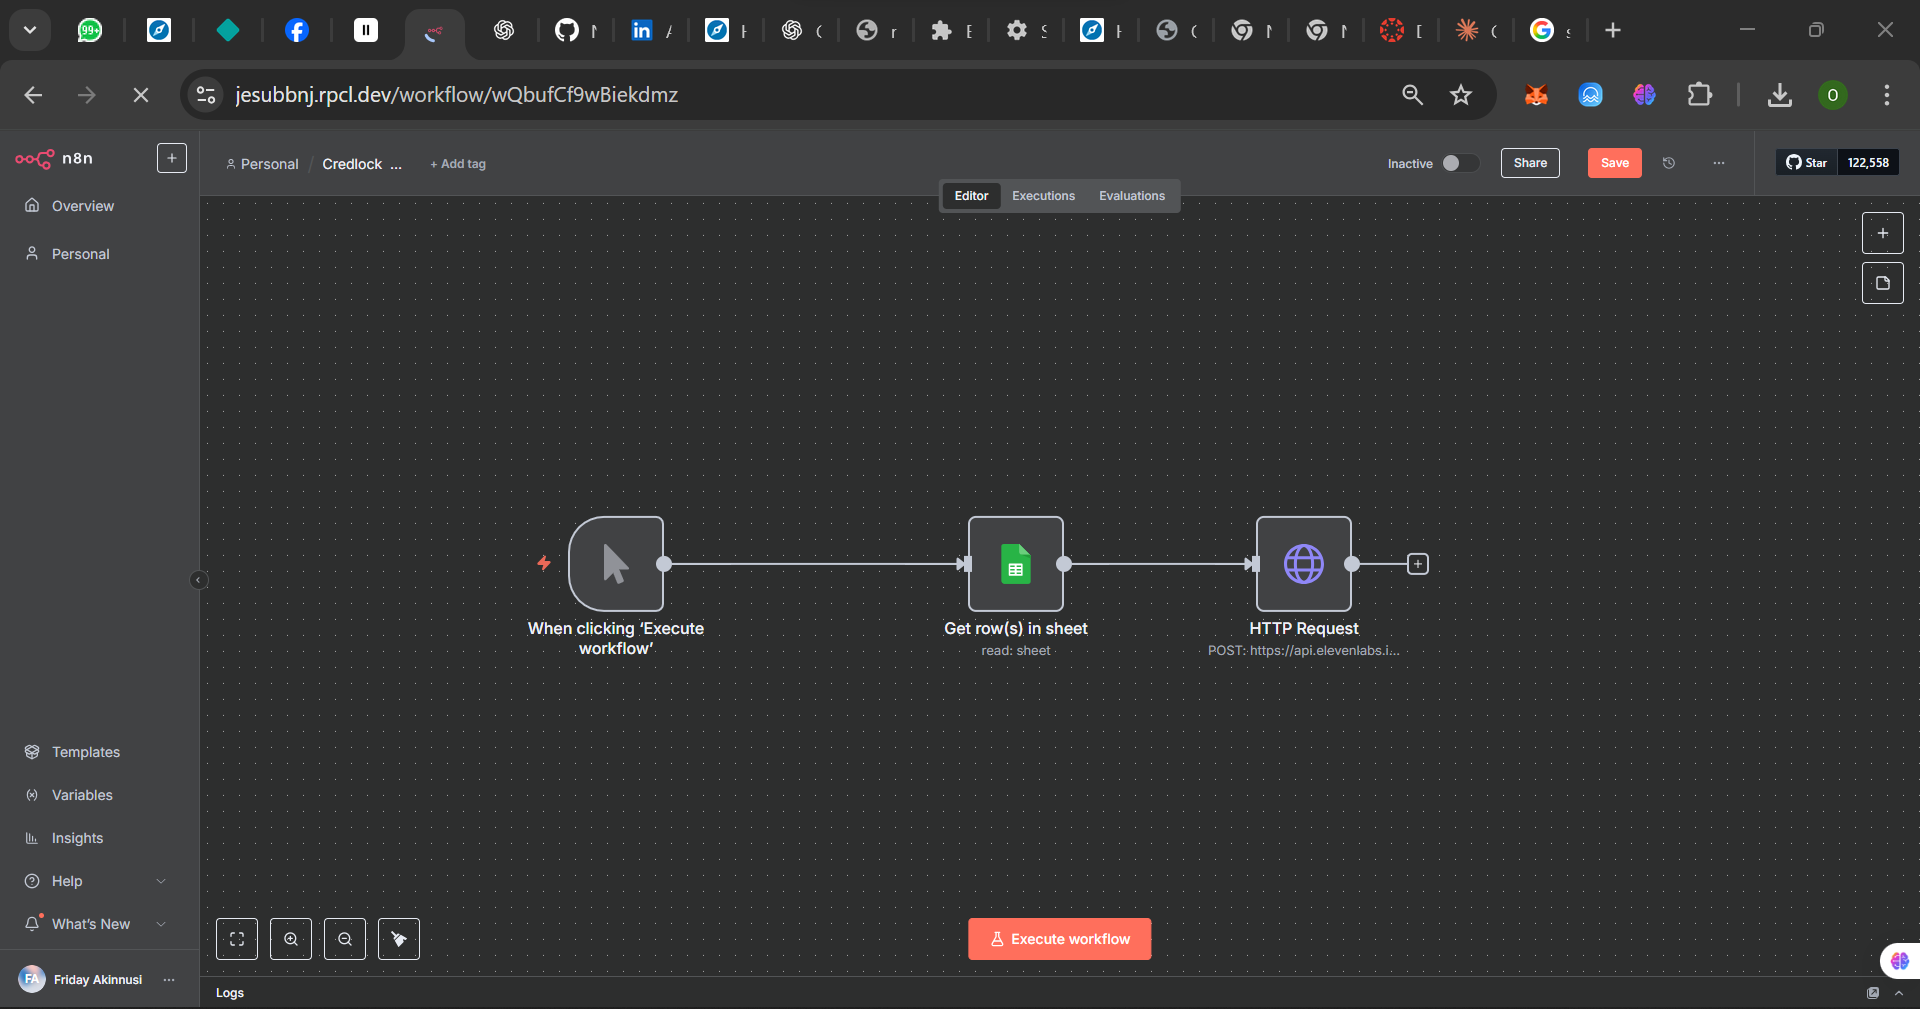 99+
jesubbnj.rpcl.dev/workflow/wQbufCf9wBiekdmz
O
n8n
Personal / Credlock ...
+ Add tag
Inactive
Share
Save
Star 122,558
Editor Executions Evaluations
Overview
Personal
When clicking ‘Execute
workflow’
Get row(s) in sheet
read: sheet
HTTP Request
POST: https://api.elevenlabs.i...
Templates
Variables
Insights
Help
What's New
Execute workflow
FA
Friday Akinnusi
Logs